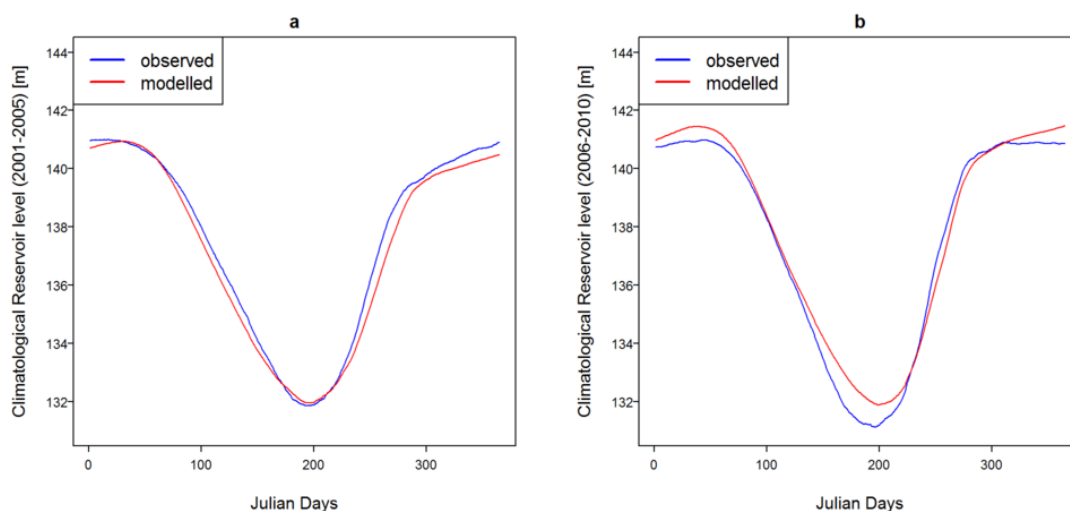 a
Climatological Reservoir level (2001-2005) [m]
observed
modelled
144
142
140
138
136
134
132
0 100 200 300
Julian Days
b
Climatological Reservoir level (2006-2010) [m]
observed
modelled
144
142
140
138
136
134
132
0 100 200 300
Julian Days